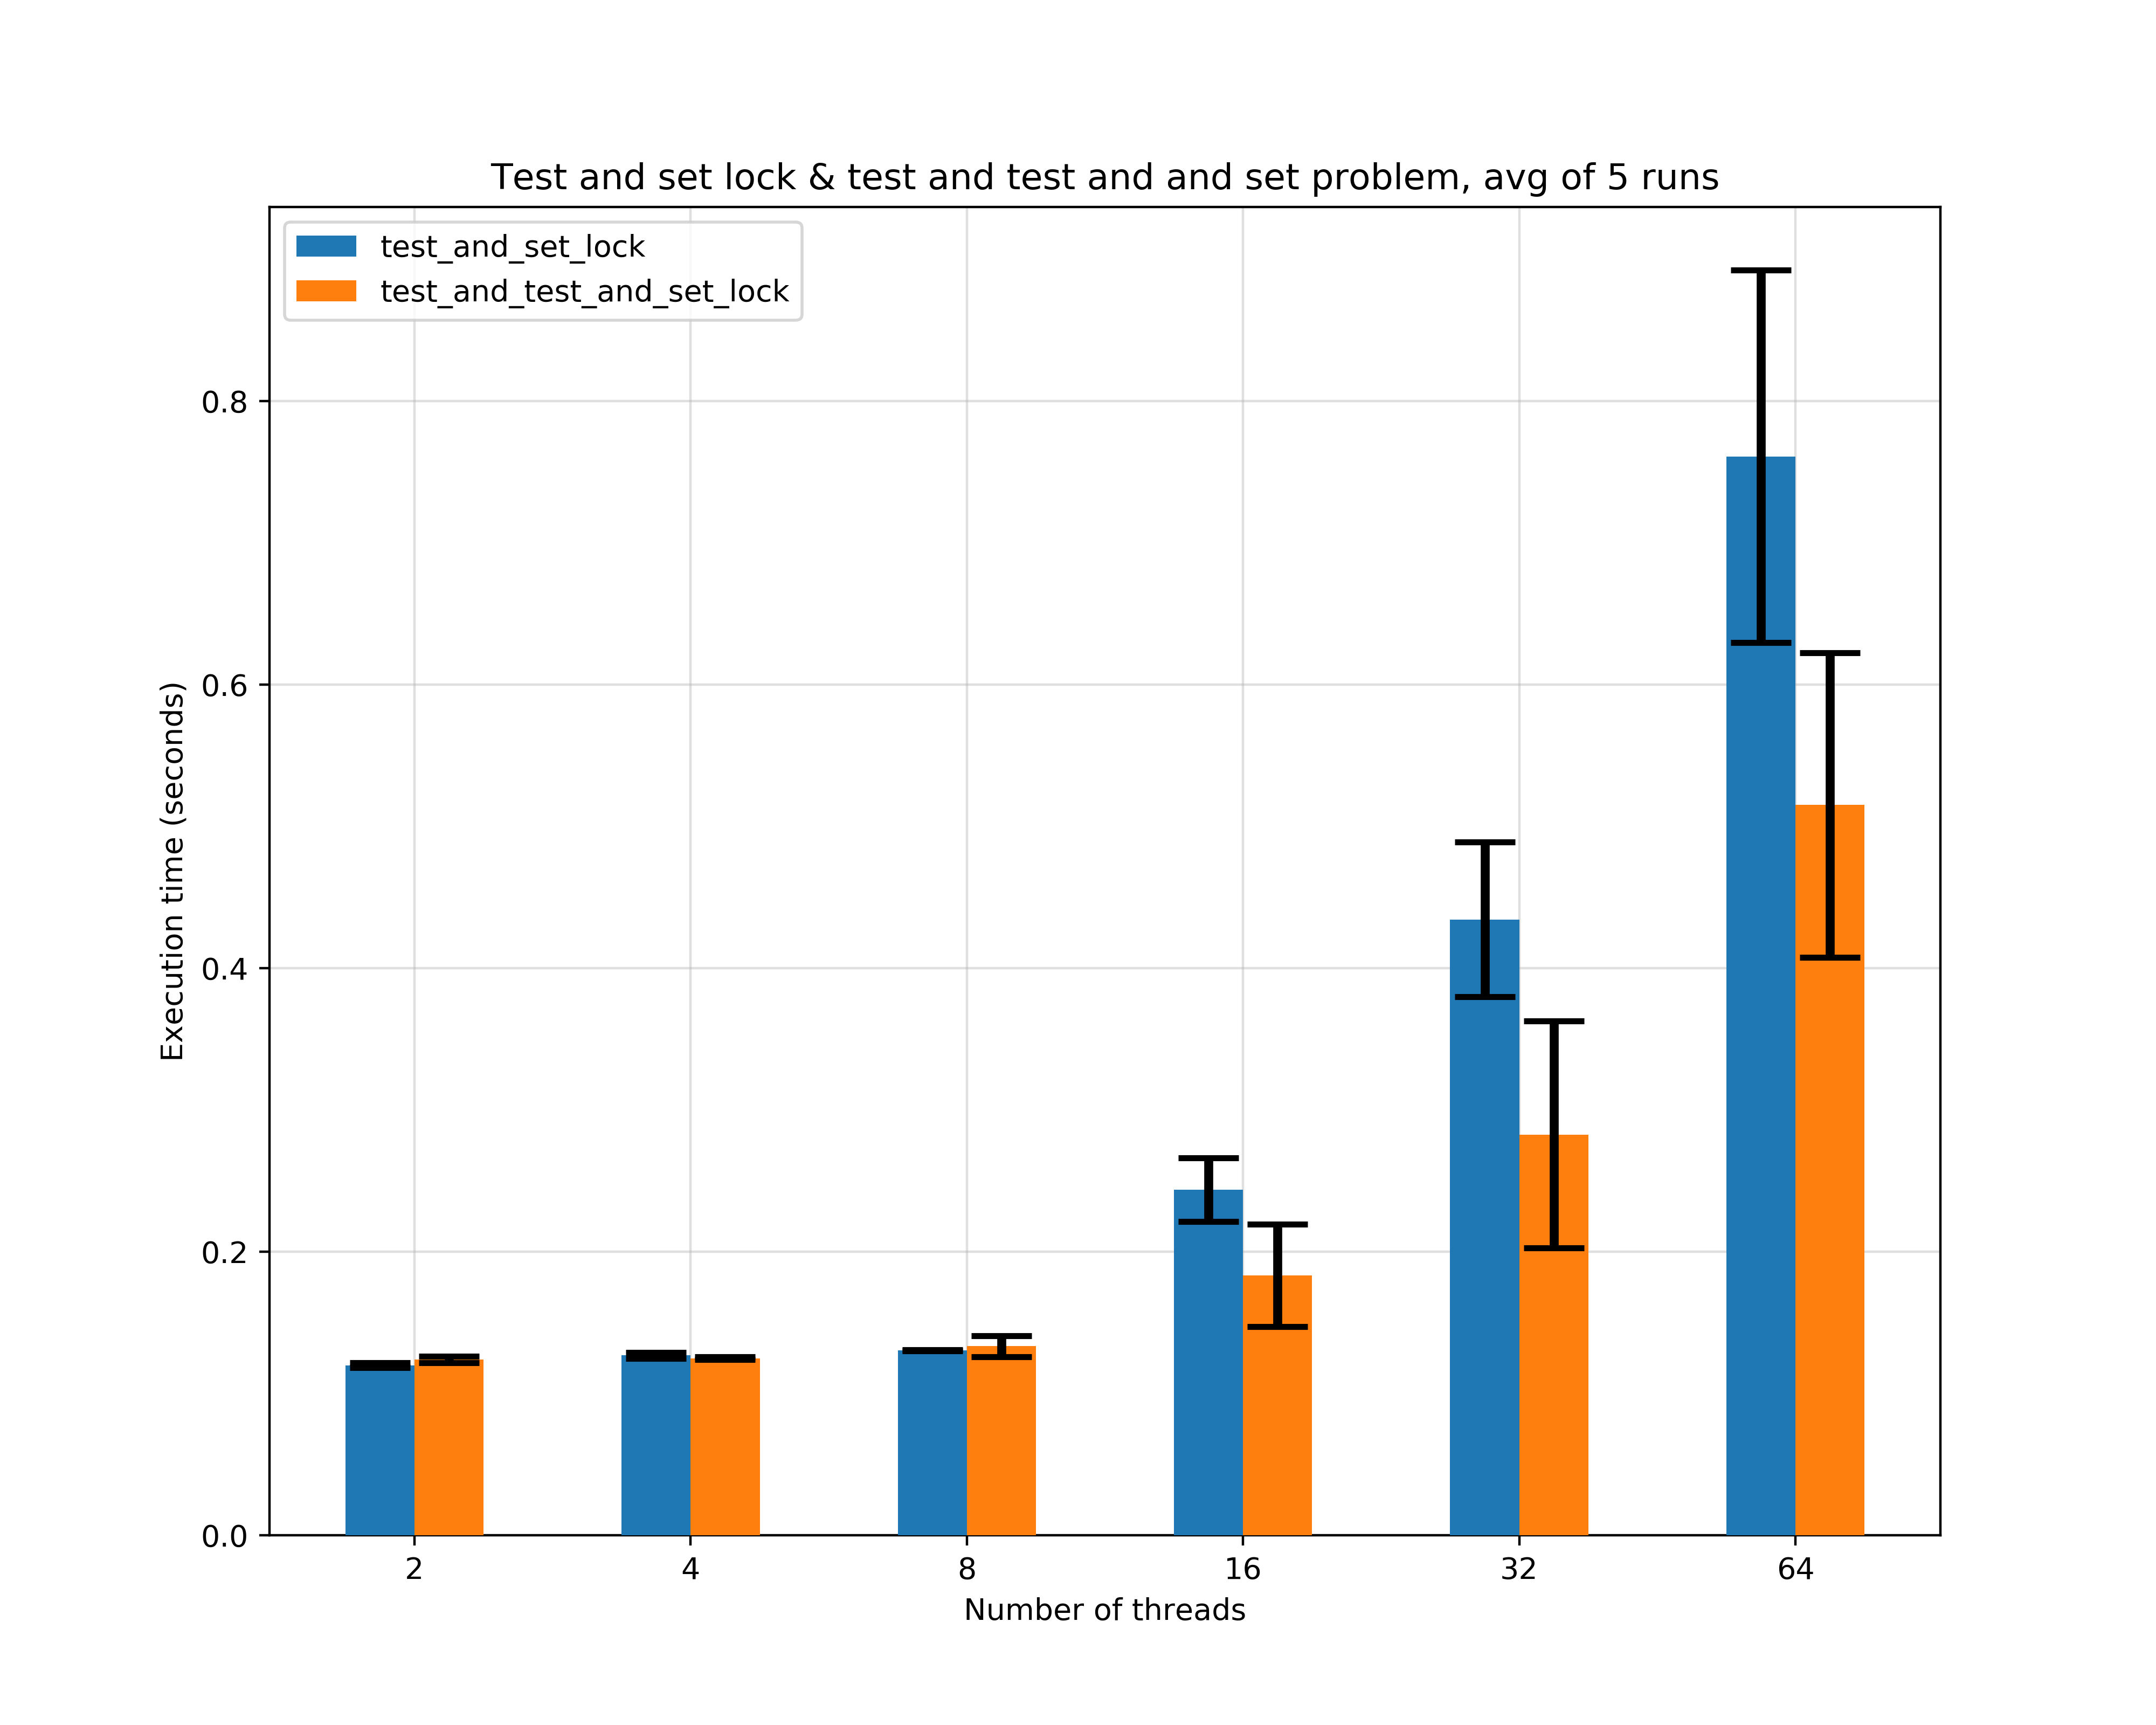 Test and set lock & test and test and and set problem, avg of 5 runs
test_and_set_lock
test_and_test_and_set_lock
Execution time (seconds)
0.8
0.6
0.4
0.2
0.0
2 4 8 16 32 64
Number of threads